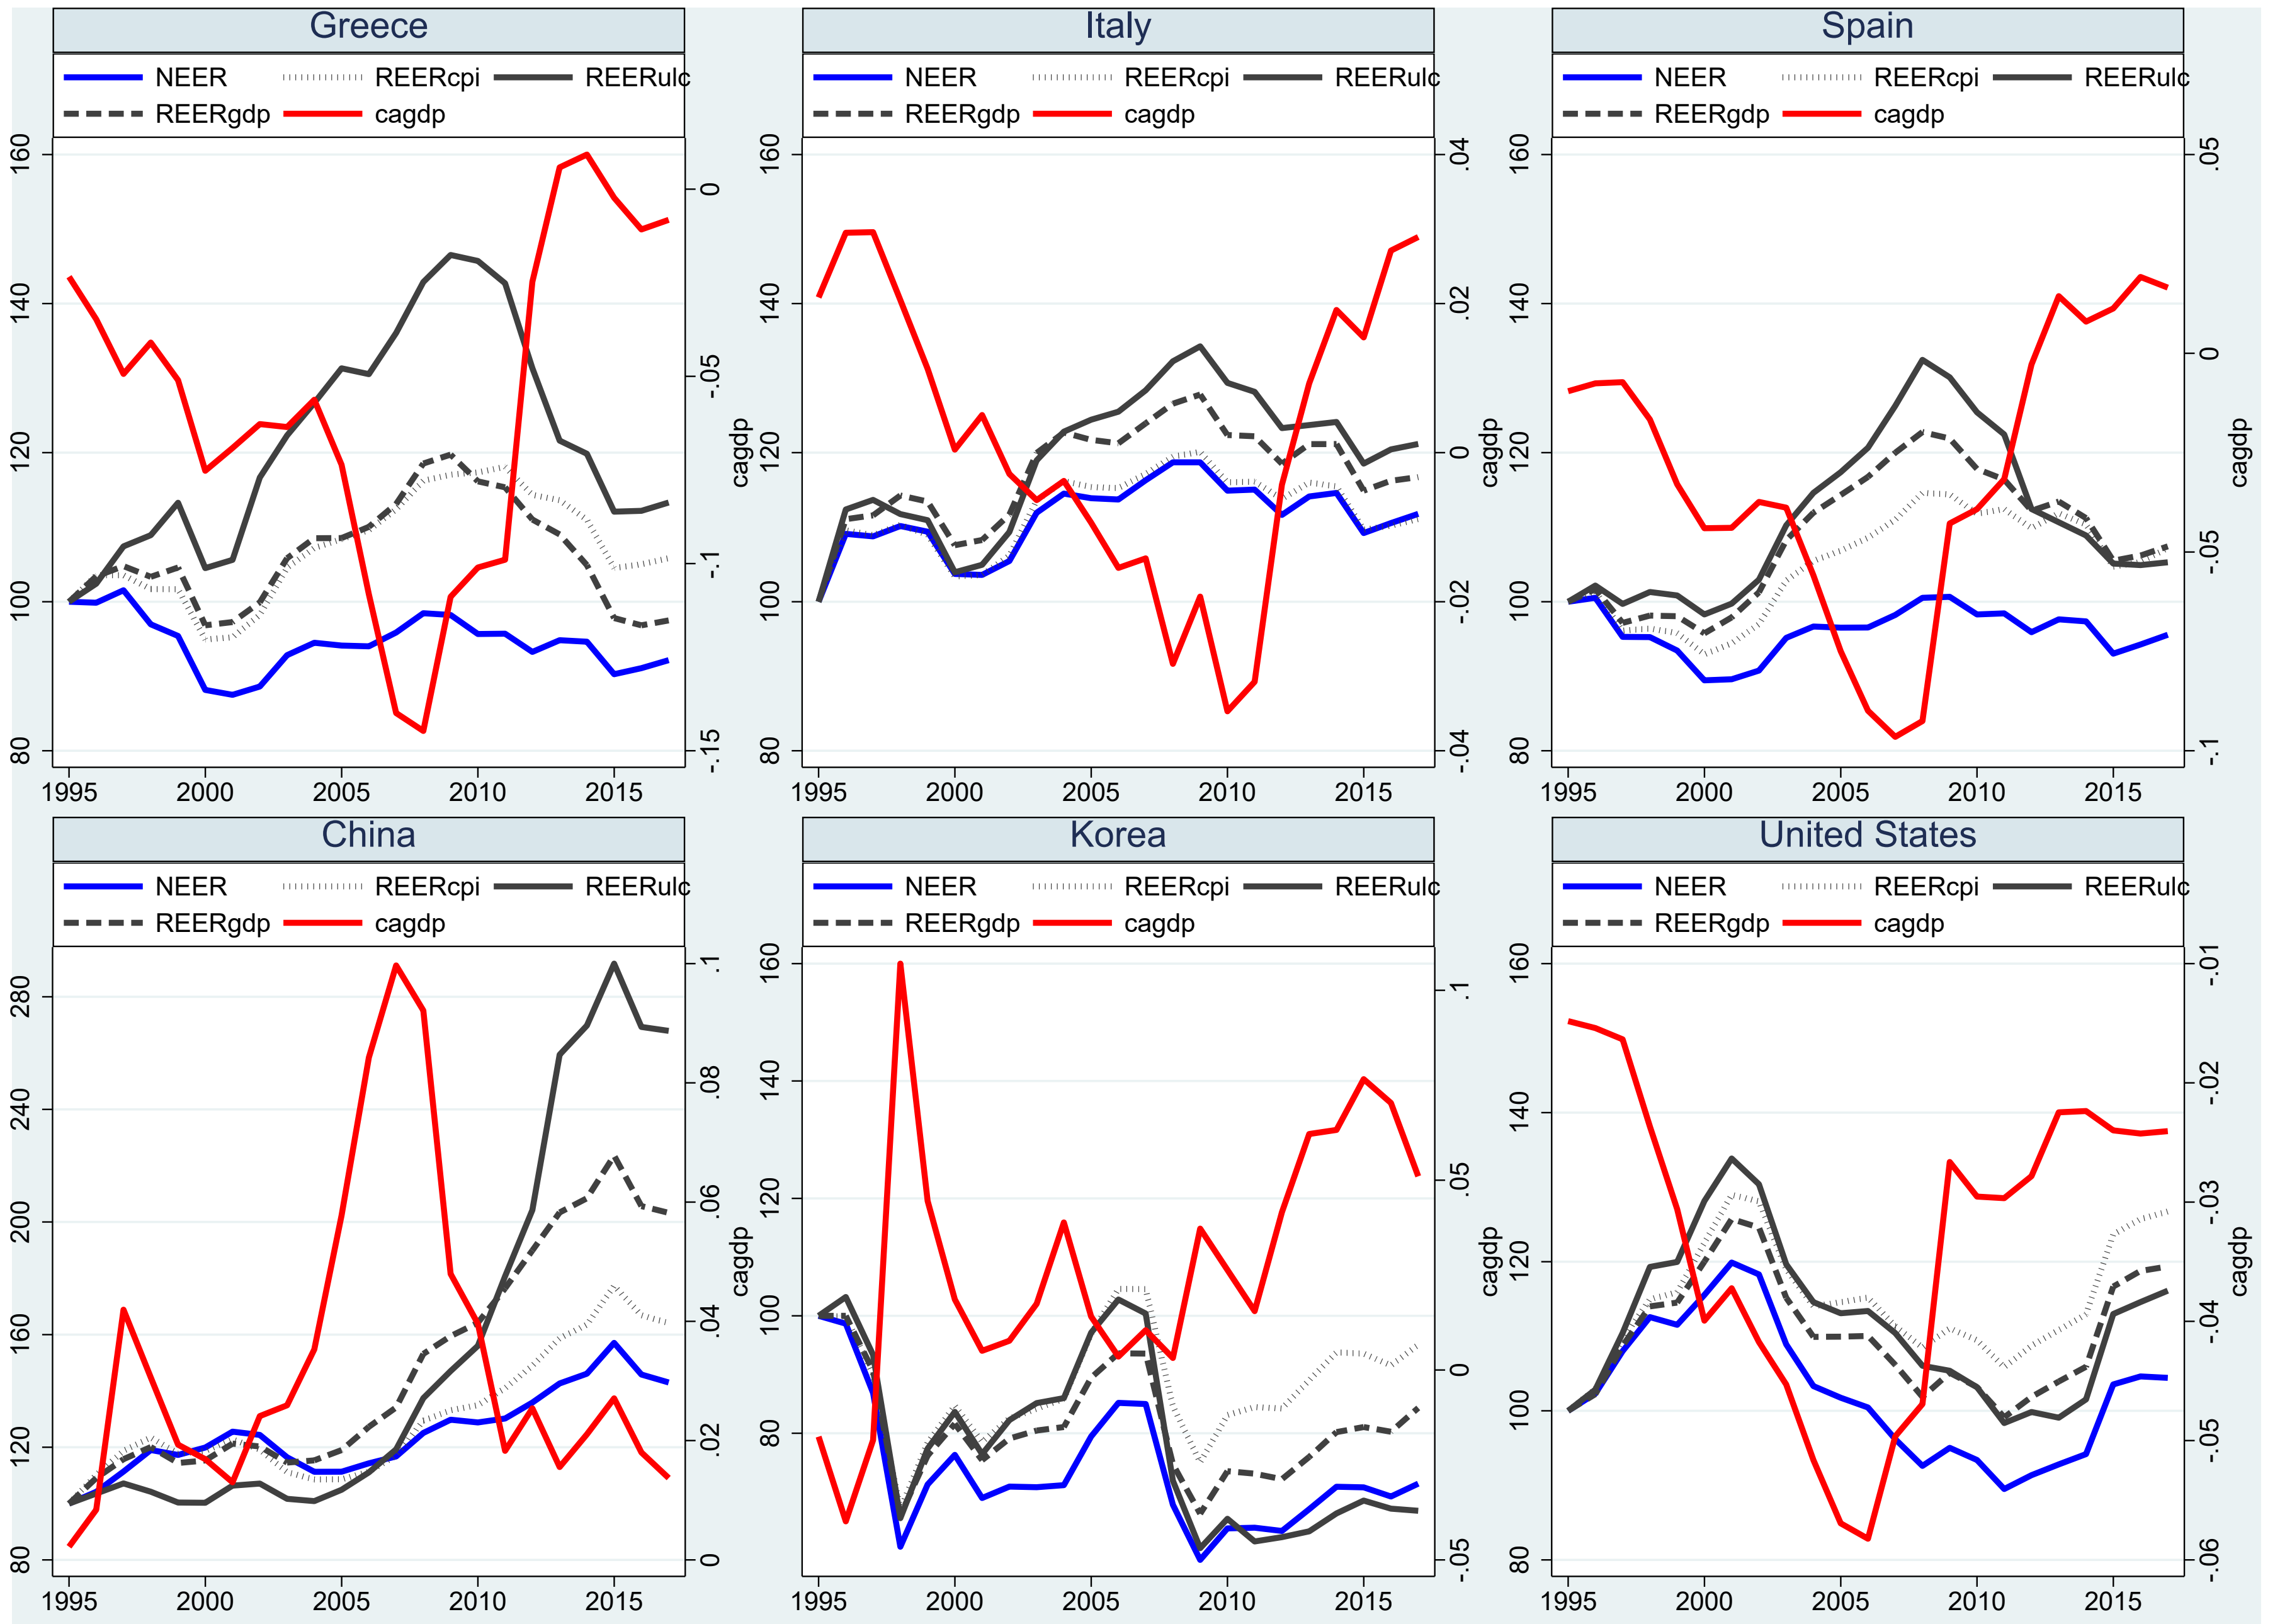 Greece
NEER REERcpi REERulc
REERgdp cagdp
160
140
120
100
80
0
-.05
-.1
-.15
cagdp
1995 2000 2005 2010 2015
Italy
NEER REERcpi REERulc
REERgdp cagdp
160
140
120
100
80
.04
.02
0
-.02
-.04
cagdp
1995 2000 2005 2010 2015
Spain
NEER REERcpi REERulc
REERgdp cagdp
160
140
120
100
80
.05
0
-.05
-.1
cagdp
1995 2000 2005 2010 2015
China
NEER REERcpi REERulc
REERgdp cagdp
280
240
200
160
120
80
.1
.08
.06
.04
.02
0
cagdp
1995 2000 2005 2010 2015
Korea
NEER REERcpi REERulc
REERgdp cagdp
160
140
120
100
80
.1
.05
0
-.05
cagdp
1995 2000 2005 2010 2015
United States
NEER REERcpi REERulc
REERgdp cagdp
160
140
120
100
80
-.01
-.02
-.03
-.04
-.05
-.06
cagdp
1995 2000 2005 2010 2015